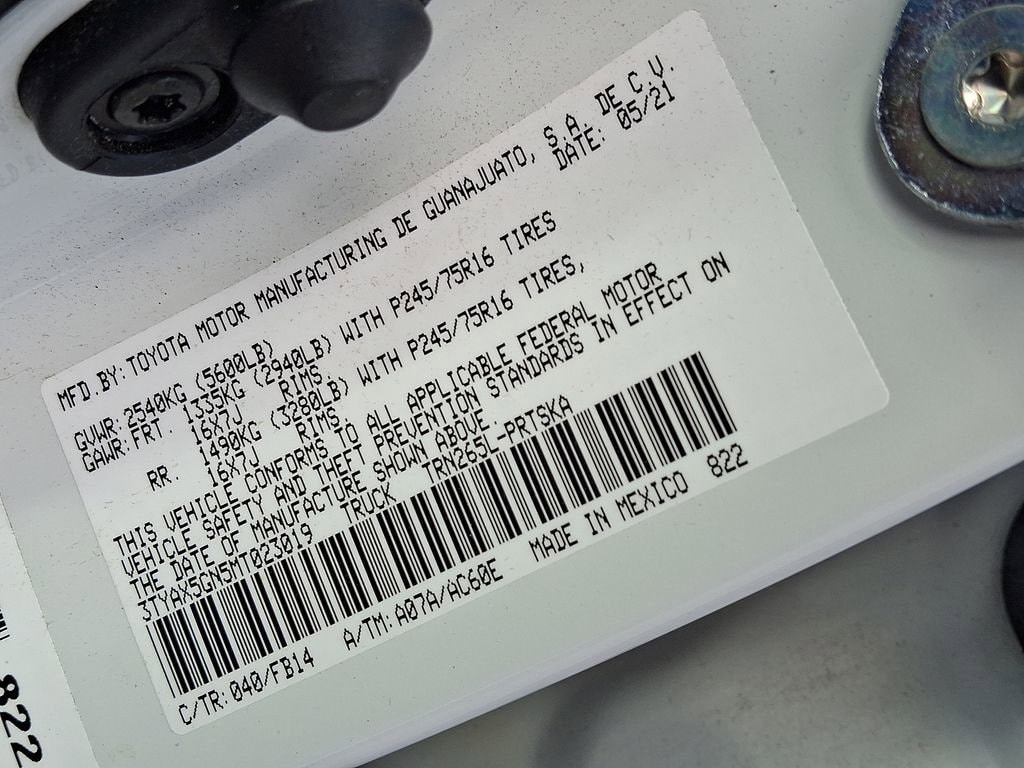 MFD.BY: TOYOTA MOTOR MANUFACTURING DE GUANAJUATO, S.A. DE C.V.
DATE: 05/21
GVWR: 2540KG (5600LB)
GAWR: FRT. 1335KG (2940LB) WITH P245/75R16 TIRES
16X7J RIMS,
RR. 1490KG (3280LB) WITH P245/75R16 TIRES,
16X7J RIMS
THIS VEHICLE CONFORMS TO ALL APPLICABLE FEDERAL MOTOR
VEHICLE SAFETY AND THEFT PREVENTION STANDARDS IN EFFECT ON
THE DATE OF MANUFACTURE SHOWN ABOVE.
3TYAX5GN5MT023019 TRUCK TRN265L-PRTSKA
C/TR: 040/FB14 A/TM: A07A/AC60E MADE IN MEXICO 822
822